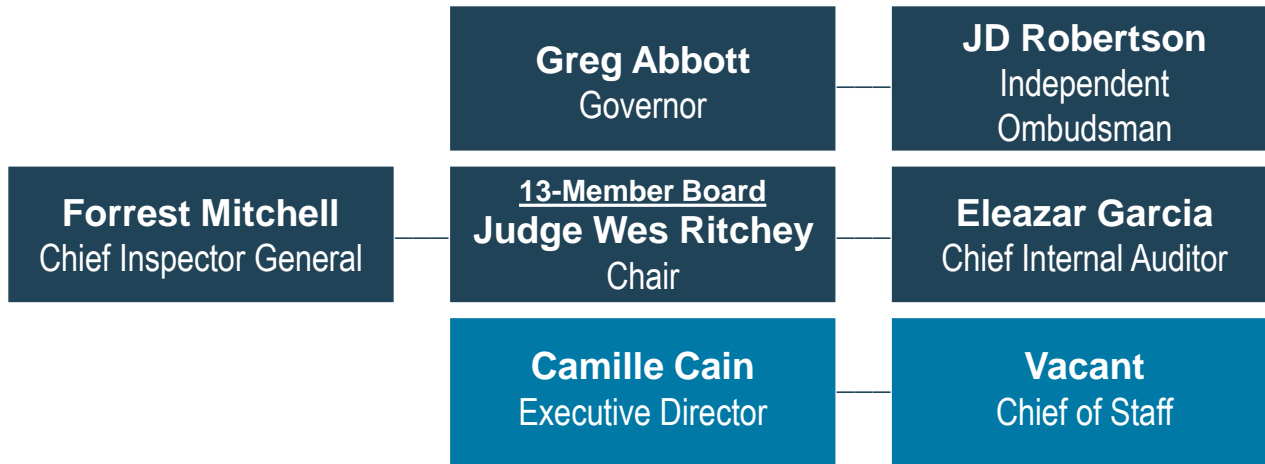 Greg Abbott
Governor
JD Robertson
Independent
Ombudsman
Forrest Mitchell
Chief Inspector General
13-Member Board
Judge Wes Ritchey
Chair
Eleazar Garcia
Chief Internal Auditor
Camille Cain
Executive Director
Vacant
Chief of Staff